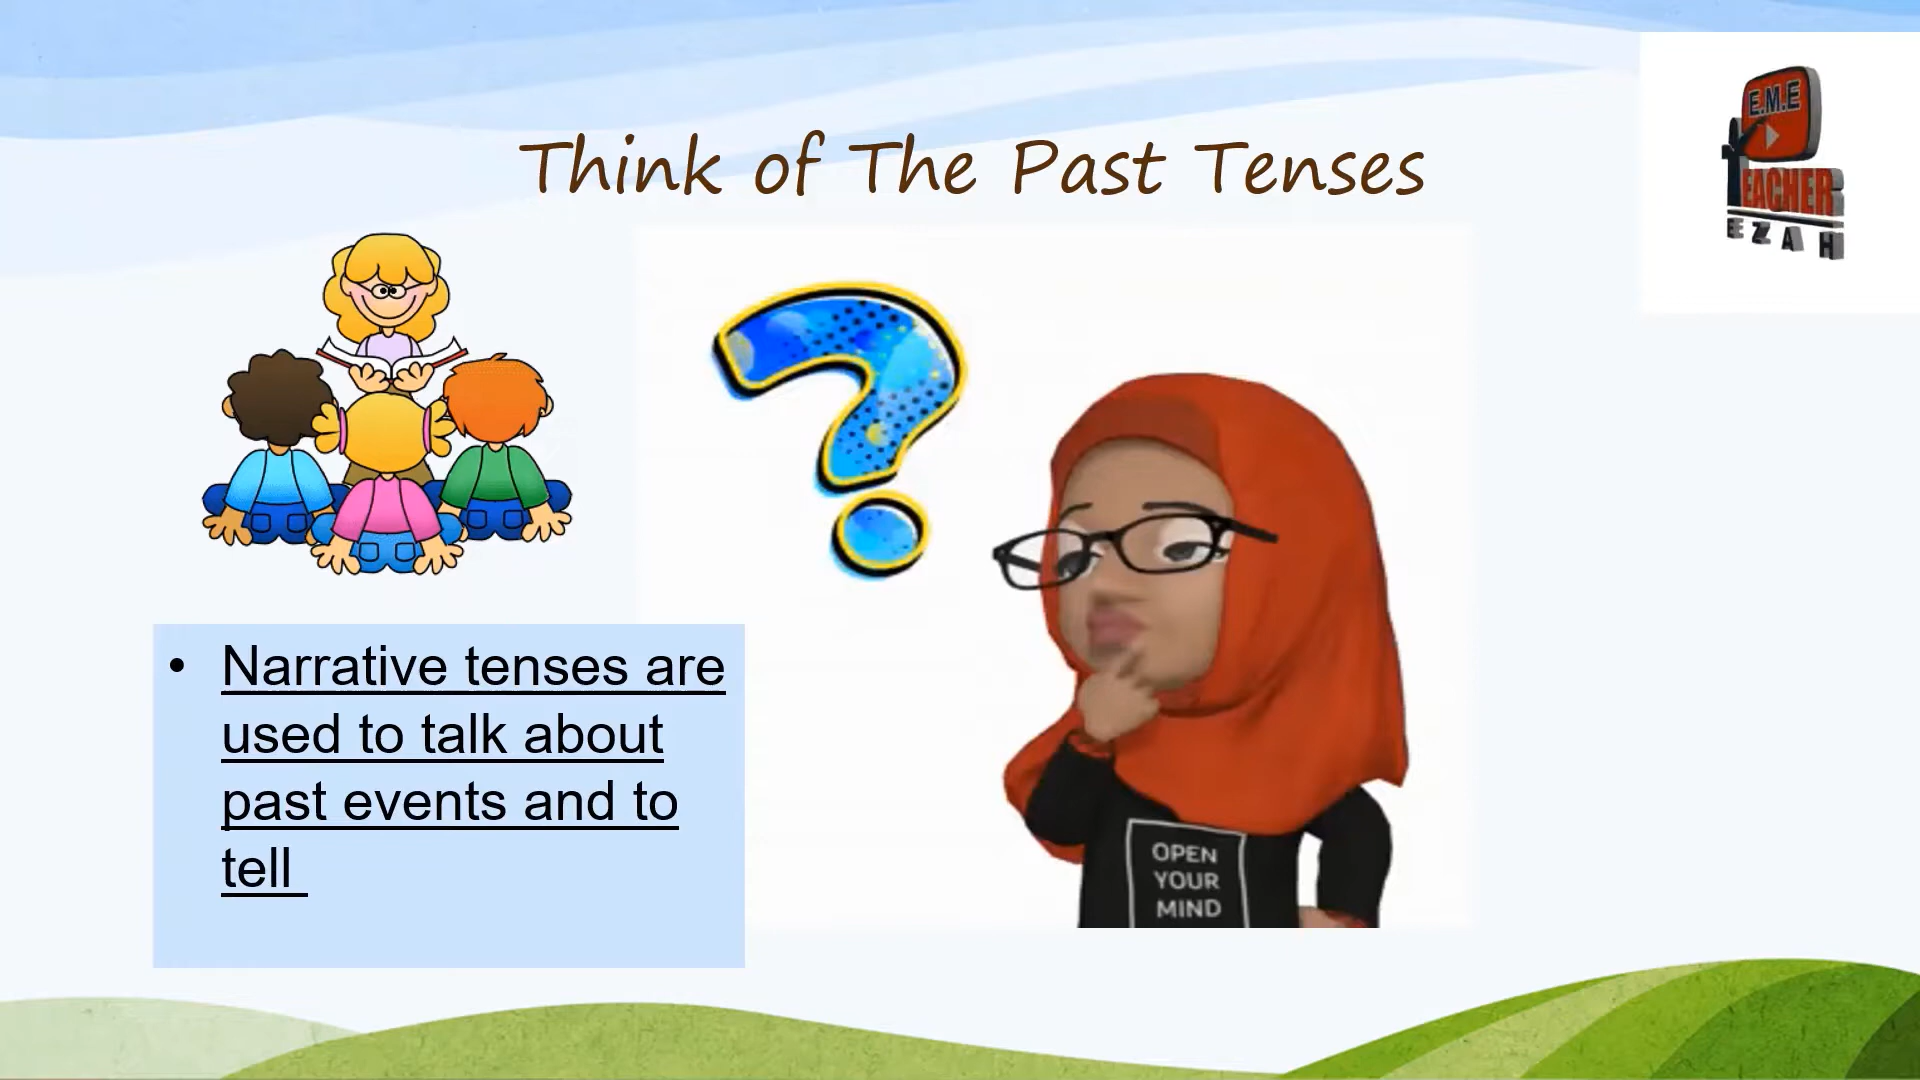 Think of The Past Tenses
E.M.E
TEACHER
EZAH
• Narrative tenses are
used to talk about
past events and to
tell
OPEN
YOUR
MIND